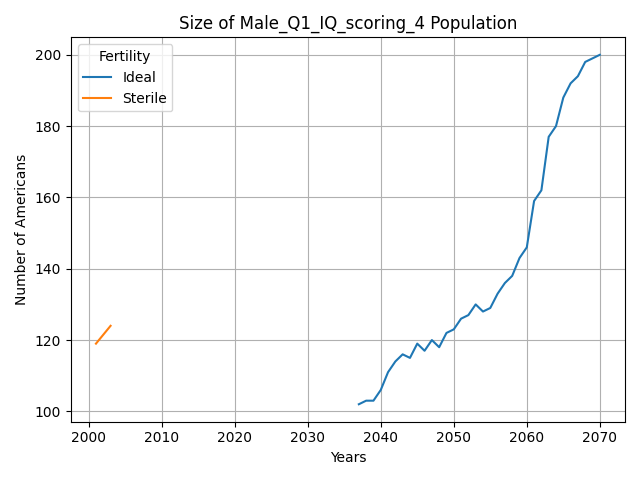 Size of Male_Q1_IQ_scoring_4 Population
Fertility
Ideal
Sterile
Number of Americans
200
180
160
140
120
100
2000 2010 2020 2030 2040 2050 2060 2070
Years